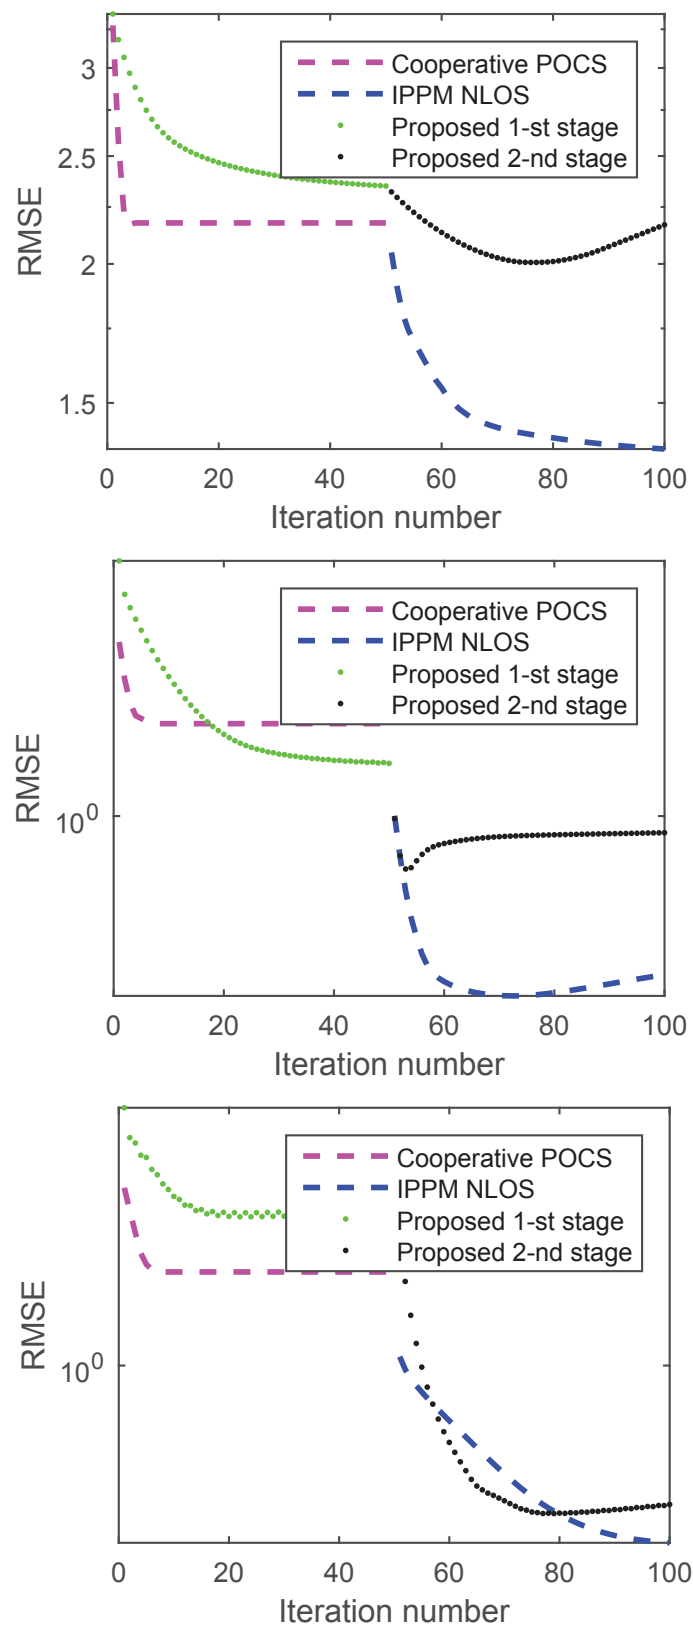 3
2.5
2
1.5
RMSE
Cooperative POCS
IPPM NLOS
Proposed 1-st stage
Proposed 2-nd stage
0 20 40 60 80 100
Iteration number
10^0
RMSE
Cooperative POCS
IPPM NLOS
Proposed 1-st stage
Proposed 2-nd stage
0 20 40 60 80 100
Iteration number
10^0
RMSE
Cooperative POCS
IPPM NLOS
Proposed 1-st stage
Proposed 2-nd stage
0 20 40 60 80 100
Iteration number